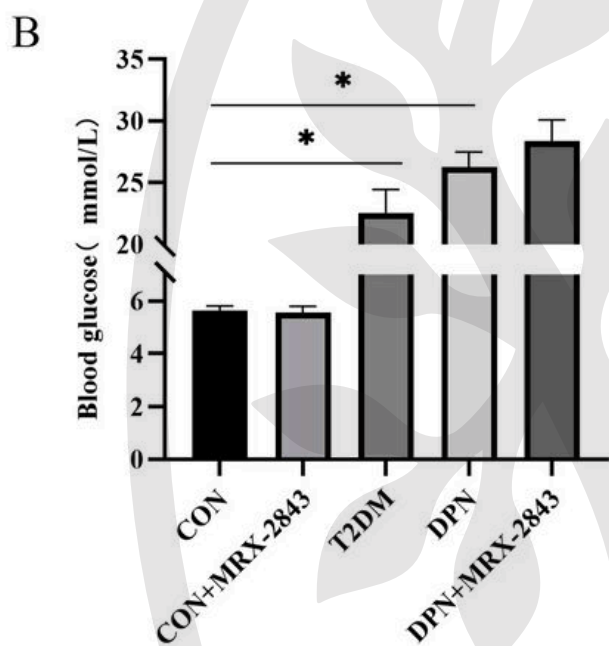 B
Blood glucose( mmol/L)
35
30
25
20
6
4
2
0
*
*
CON
CON+MRX-2843
T2DM
DPN
DPN+MRX-2843